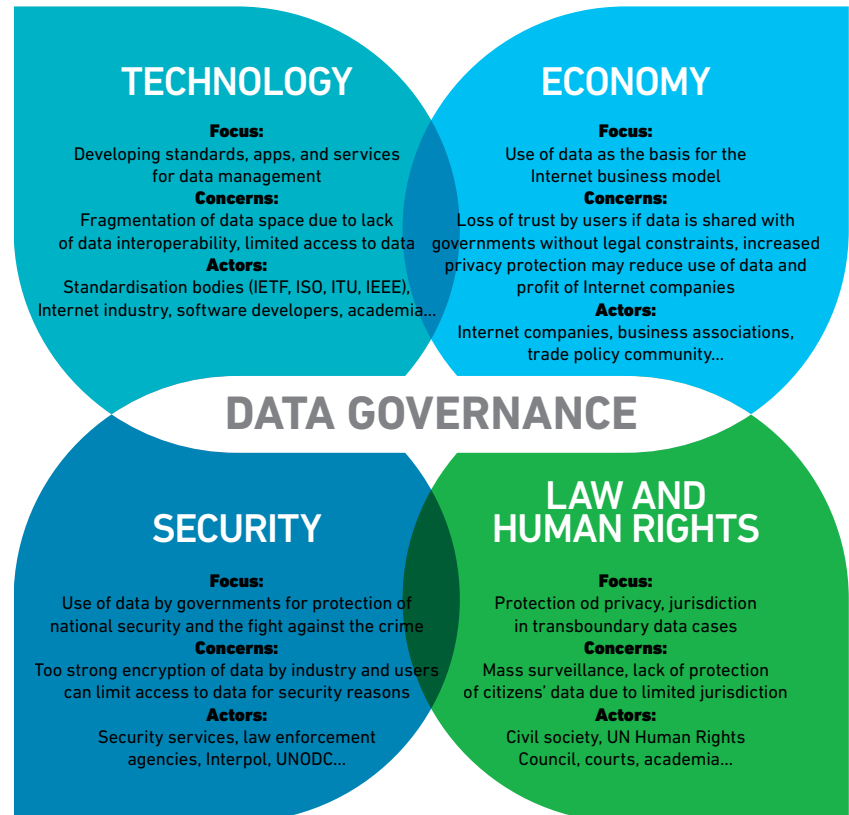 TECHNOLOGY
Focus:
Developing standards, apps, and services
for data management
Concerns:
Fragmentation of data space due to lack
of data interoperability, limited access to data
Actors:
Standardisation bodies (IETF, ISO, ITU, IEEE),
Internet industry, software developers, academia...
ECONOMY
Focus:
Use of data as the basis for the
Internet business model
Concerns:
Loss of trust by users if data is shared with
governments without legal constraints, increased
privacy protection may reduce use of data and
profit of Internet companies
Actors:
Internet companies, business associations,
trade policy community...
DATA GOVERNANCE
SECURITY
Focus:
Use of data by governments for protection of
national security and the fight against the crime
Concerns:
Too strong encryption of data by industry and users
can limit access to data for security reasons
Actors:
Security services, law enforcement
agencies, Interpol, UNODC...
LAW AND
HUMAN RIGHTS
Focus:
Protection od privacy, jurisdiction
in transboundary data cases
Concerns:
Mass surveillance, lack of protection
of citizens’ data due to limited jurisdiction
Actors:
Civil society, UN Human Rights
Council, courts, academia...